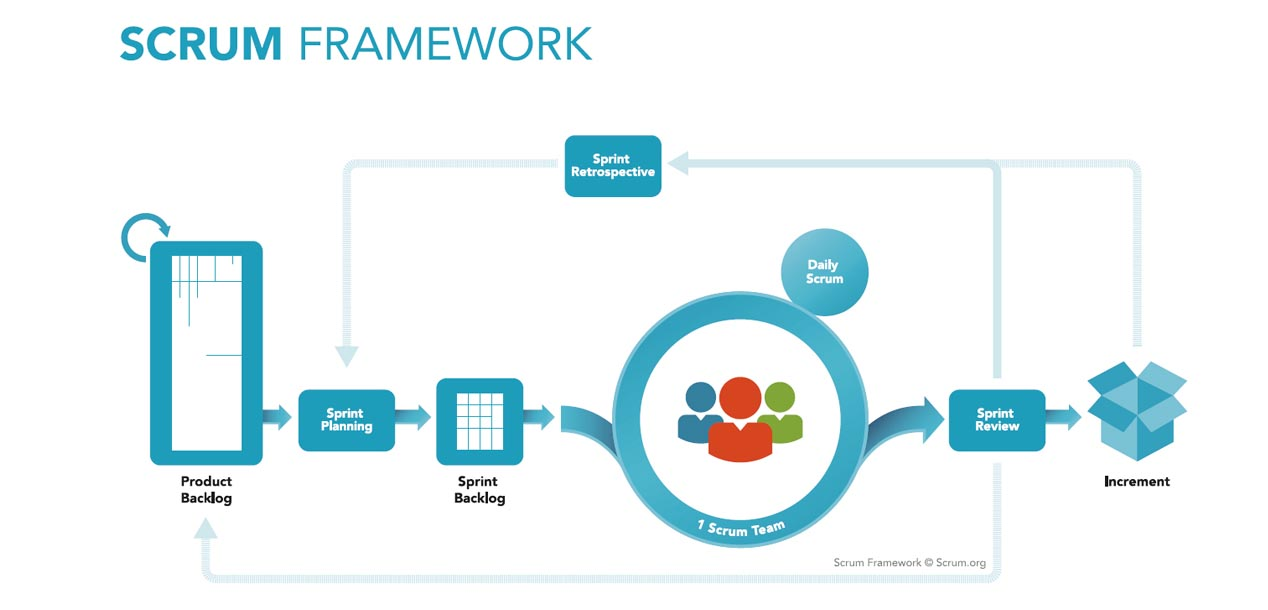 SCRUM FRAMEWORK
Sprint
Retrospective
Daily
Scrum
Sprint
Planning
Sprint
Review
Product
Backlog
Sprint
Backlog
1 Scrum Team
Increment
Scrum Framework © Scrum.org